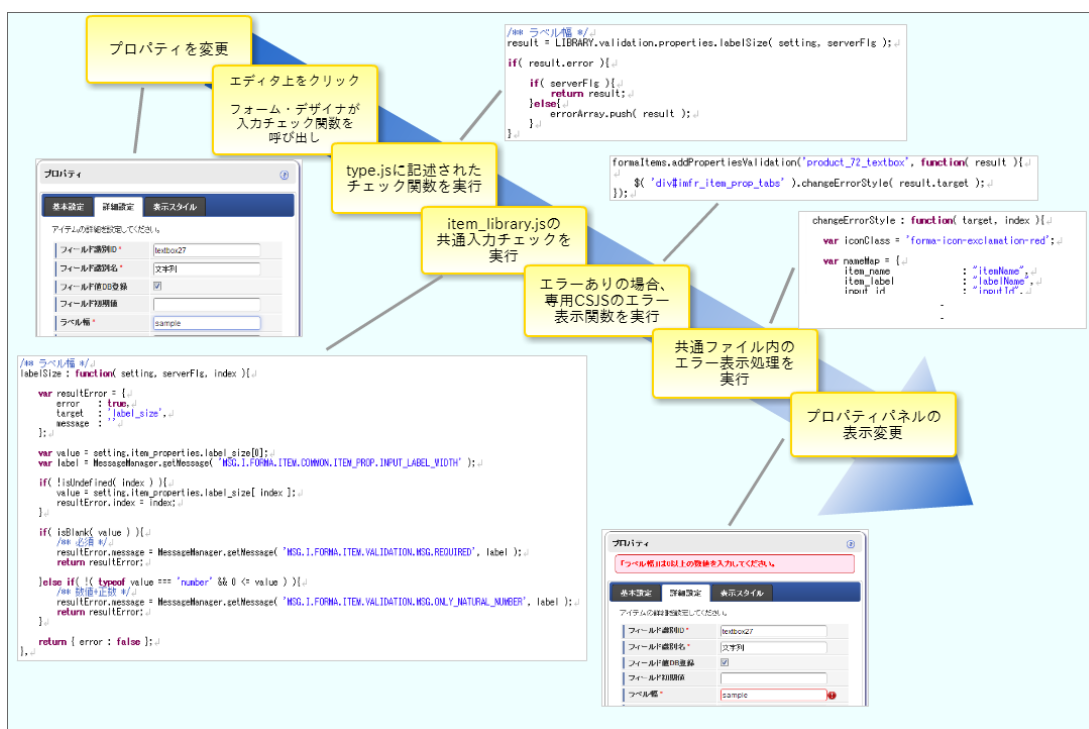 プロパティを変更
エディタ上をクリック
フォーム・デザイナが
入力チェック関数を
呼び出し
type.jsに記述された
チェック関数を実行
item_library.jsの
共通入力チェックを
実行
エラーありの場合、
専用CSJSのエラー
表示関数を実行
共通ファイル内の
エラー表示処理を
実行
プロパティパネルの
表示変更
/** ラベル幅 */
result = LIBRARY.validation.properties.labelSize( setting, serverFlg );
if( result.error ){
if( serverFlg ){
return result;
}else{
errorArray.push( result );
}
}
formaItems.addPropertiesValidation('product_72_textbox', function( result ){
$( 'div#imfr_item_prop_tabs' ).changeErrorStyle( result.target );
});
changeErrorStyle : function( target, index ){
var iconClass = 'forma-icon-exclamation-red';
var nameMap = {
item_name : "itemName",
item_label : "labelName",
input_id : "inputId",
プロパティ
基本設定 詳細設定 表示スタイル
アイテムの詳細を設定してください。
フィールド識別ID * textbox27
フィールド識別名 * 文字列
フィールド値DB登録
フィールド初期値
ラベル幅 * sample
/** ラベル幅 */
labelSize : function( setting, serverFlg, index ){
var resultError = {
error : true,
target : 'label_size',
message : ''
};
var value = setting.item_properties.label_size[0];
var label = MessageManager.getMessage( 'MSG.I.FORMA.ITEM.COMMON.ITEM_PROP.INPUT_LABEL_WIDTH' );
if( !isUndefined( index ) ){
value = setting.item_properties.label_size[ index ];
resultError.index = index;
}
if( isBlank( value ) ){
/** 必須 */
resultError.message = MessageManager.getMessage( 'MSG.I.FORMA.ITEM.VALIDATION.MSG.REQUIRED', label );
return resultError;
}else if( !( typeof value === 'number' && 0 <= value ) ){
/** 数値+正数 */
resultError.message = MessageManager.getMessage( 'MSG.I.FORMA.ITEM.VALIDATION.MSG.ONLY_NATURAL_NUMBER', label );
return resultError;
}
return { error : false };
},
プロパティ
「ラベル幅」は0以上の数値を入力してください。
基本設定 詳細設定 表示スタイル
アイテムの詳細を設定してください。
フィールド識別ID * textbox27
フィールド識別名 * 文字列
フィールド値DB登録
フィールド初期値
ラベル幅 * sample